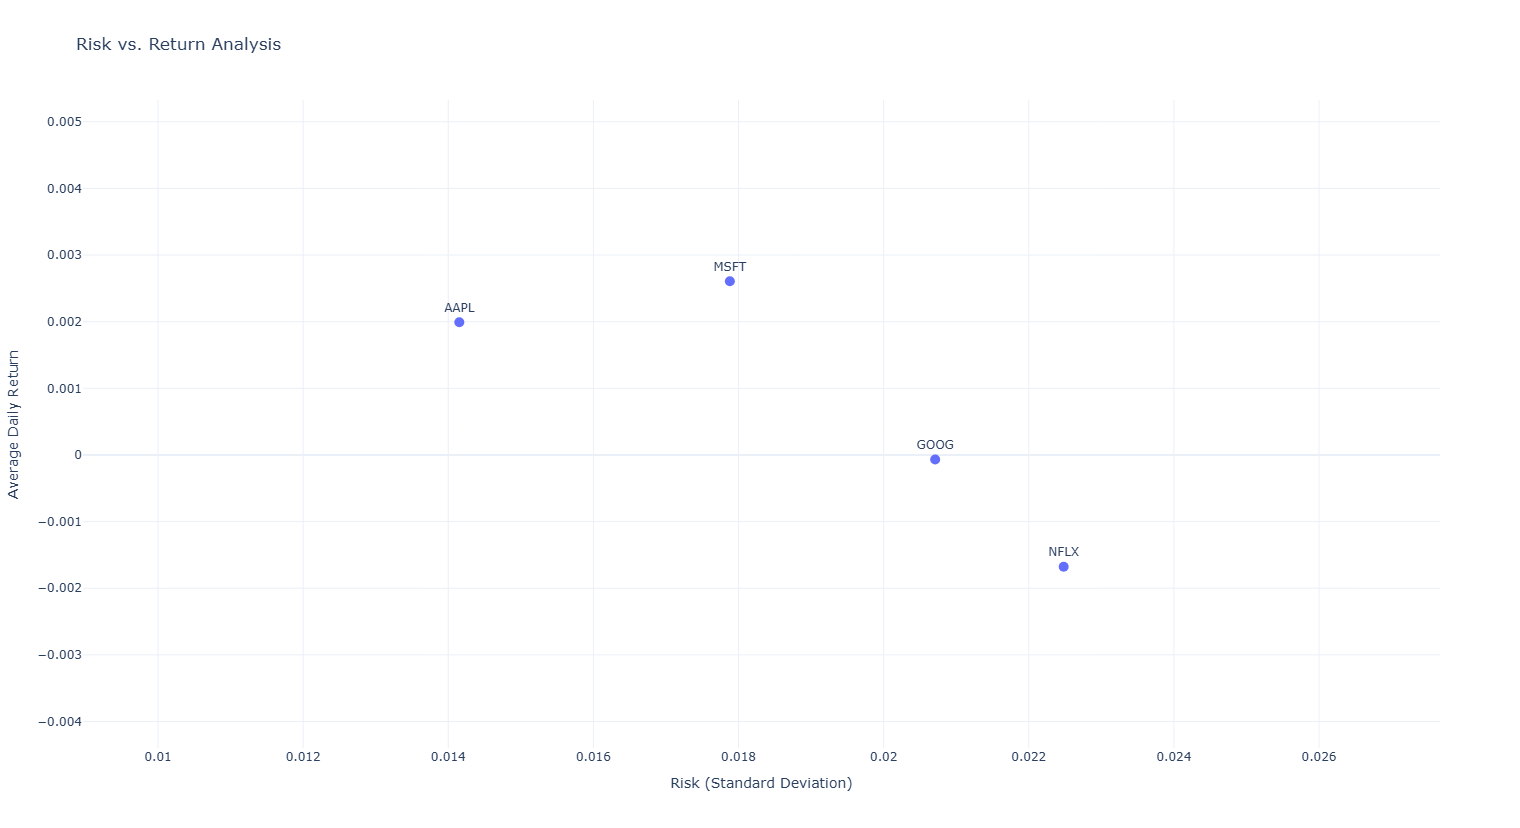 Risk vs. Return Analysis
0.005
0.004
0.003
0.002
0.001
0
−0.001
−0.002
−0.003
−0.004
Average Daily Return
MSFT
AAPL
GOOG
NFLX
0.01
0.012
0.014
0.016
0.018
0.02
0.022
0.024
0.026
Risk (Standard Deviation)